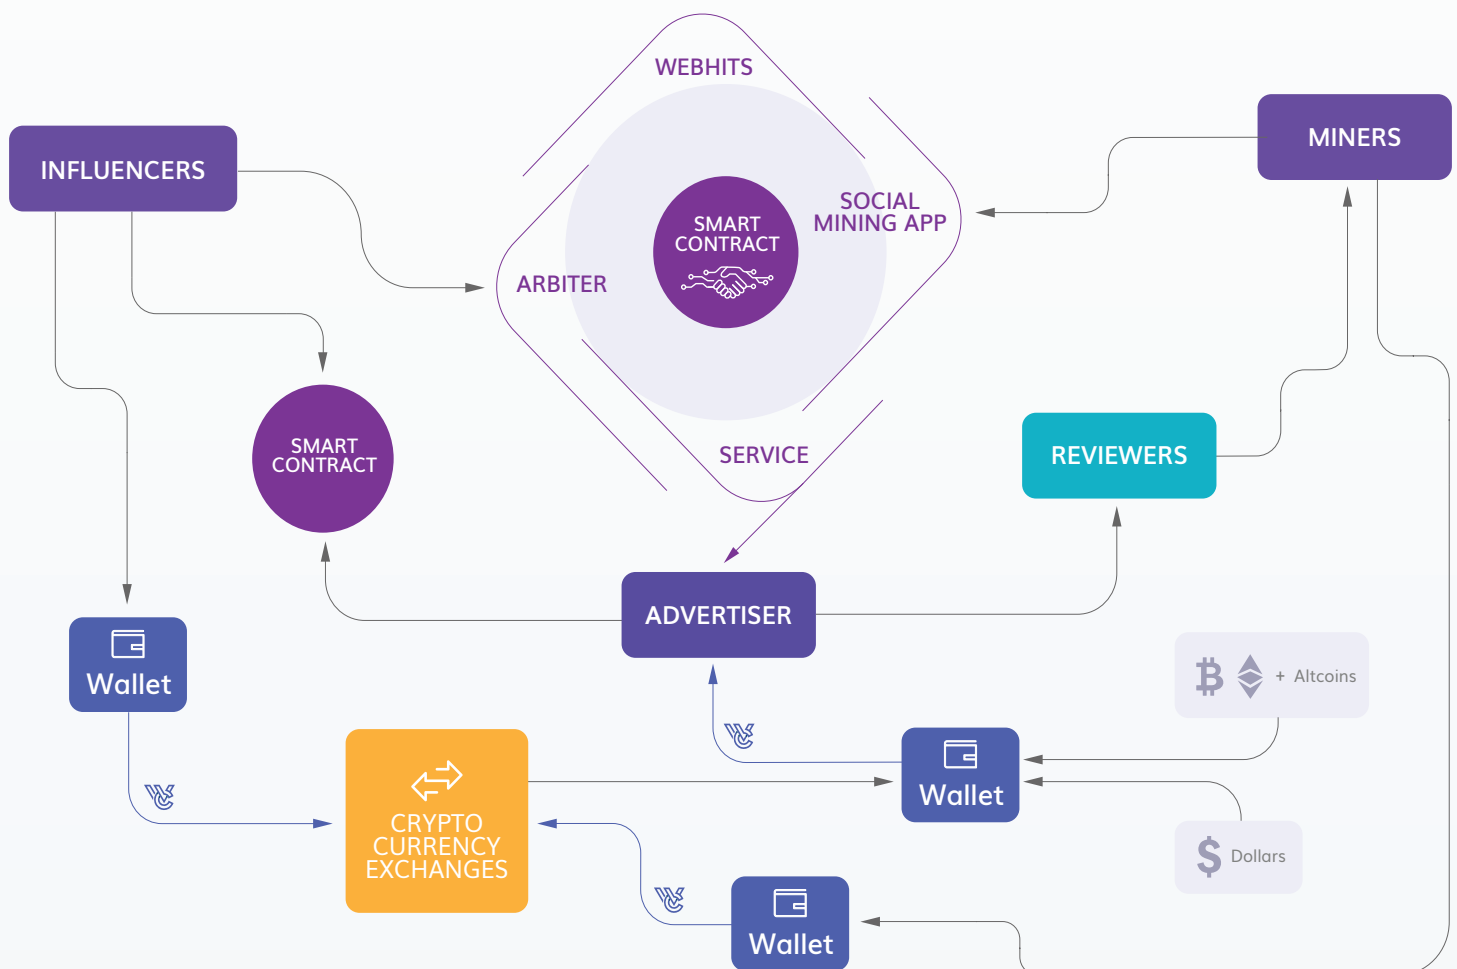 WEBHITS
MINERS
INFLUENCERS
SOCIAL
MINING APP
SMART
CONTRACT
ARBITER
SMART
CONTRACT
SERVICE
REVIEWERS
ADVERTISER
Wallet
+ Altcoins
Wallet
CRYPTO
CURRENCY
EXCHANGES
$ Dollars
Wallet